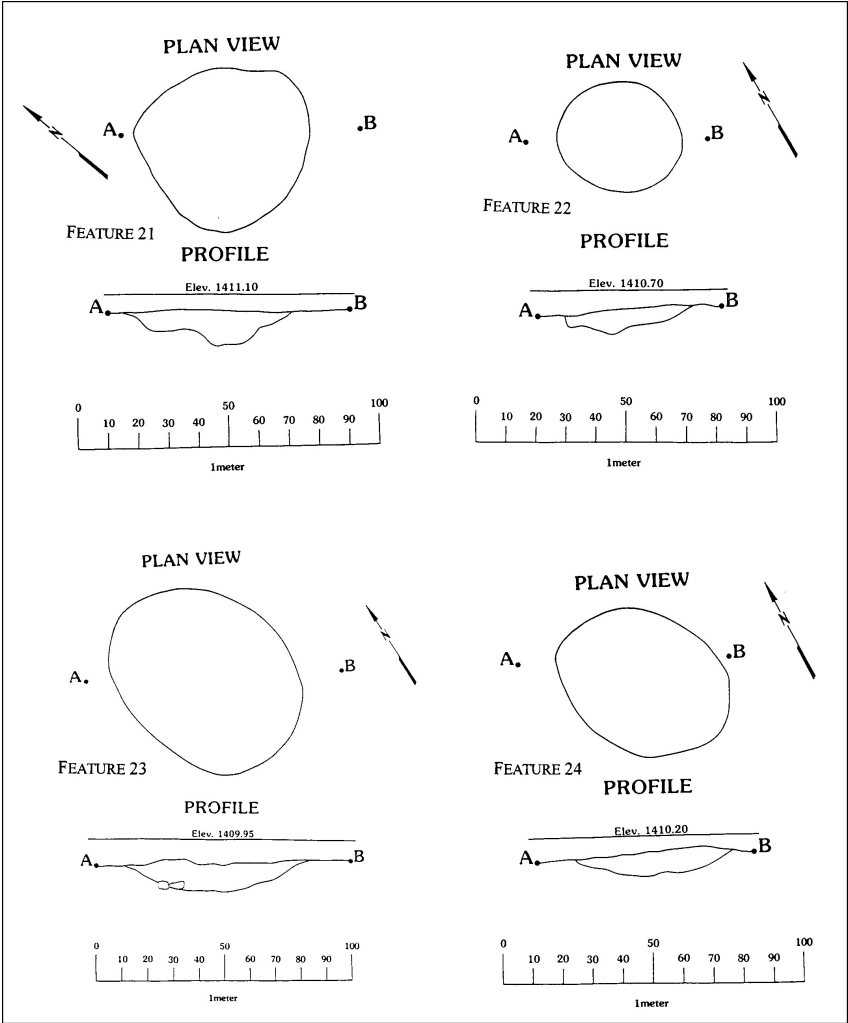 PLAN VIEW
N
A
B
FEATURE 21
PROFILE
Elev. 1411.10
A
B
0 10 20 30 40 50 60 70 80 90 100
1meter
PLAN VIEW
N
A
B
FEATURE 22
PROFILE
Elev. 1410.70
A
B
0 10 20 30 40 50 60 70 80 90 100
1meter
PLAN VIEW
N
A
B
FEATURE 23
PROFILE
Elev. 1409.95
A
B
0 10 20 30 40 50 60 70 80 90 100
1meter
PLAN VIEW
N
A
B
FEATURE 24
PROFILE
Elev. 1410.20
A
B
0 10 20 30 40 50 60 70 80 90 100
1meter